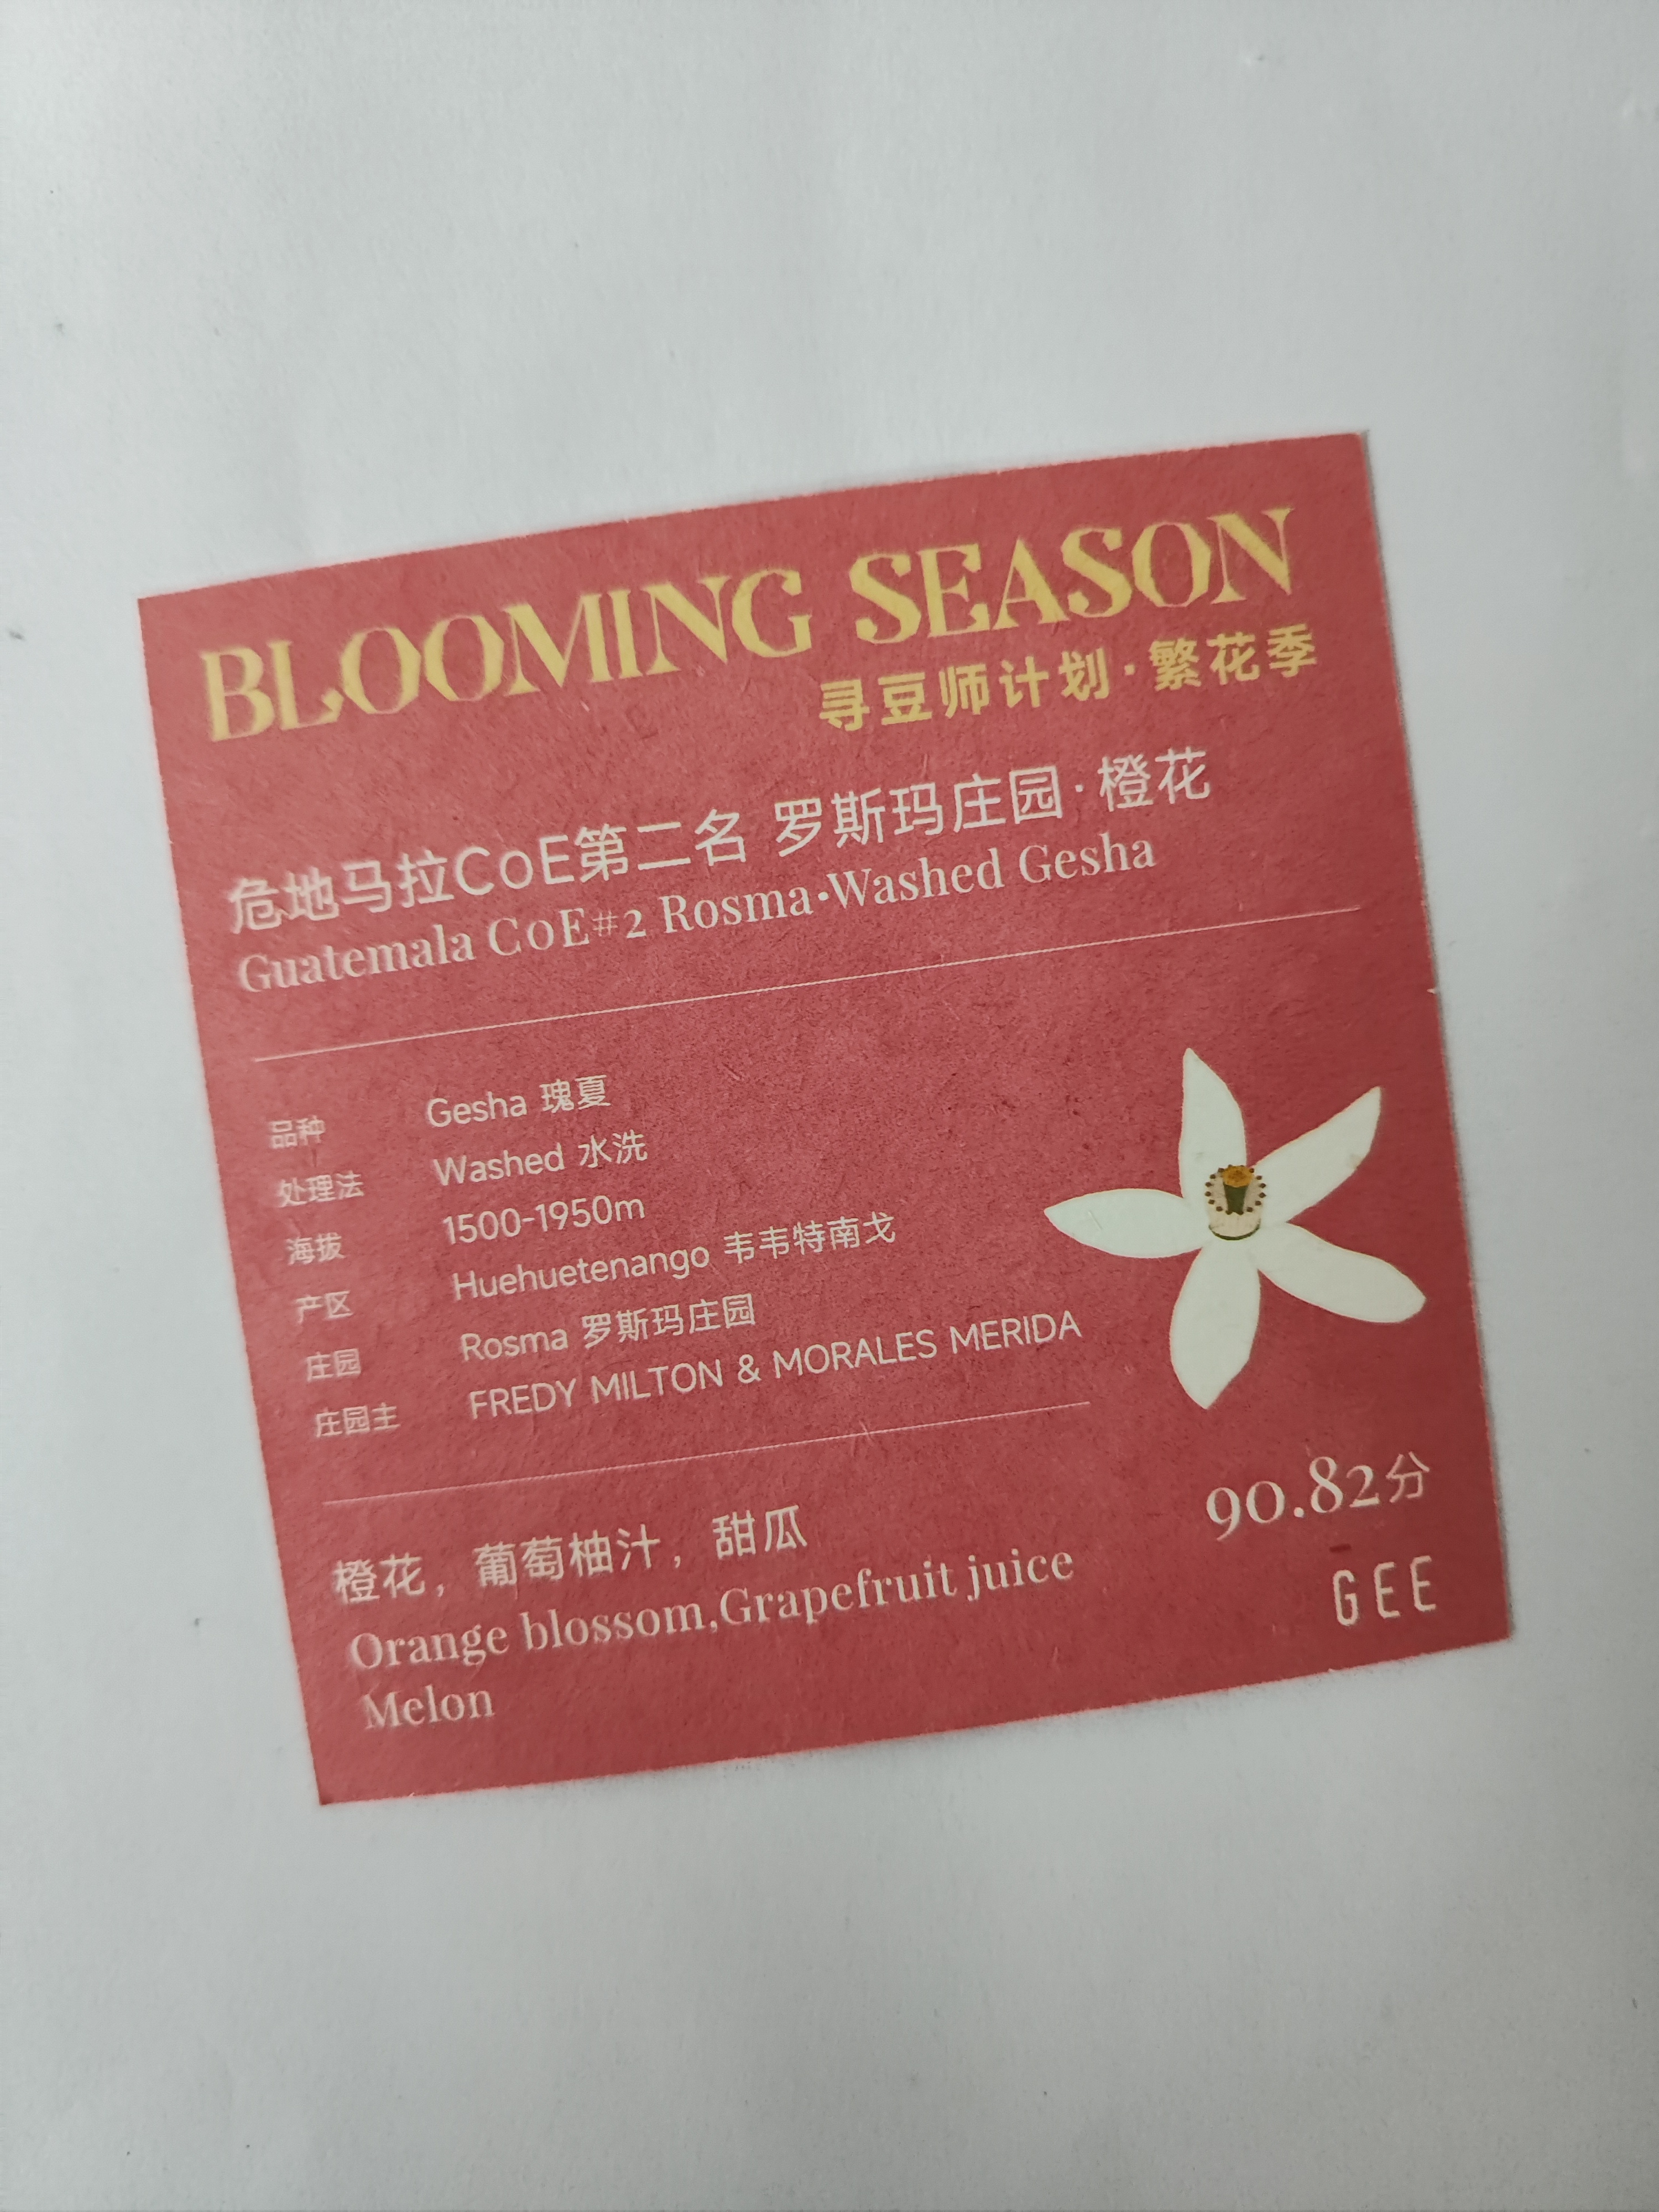 BLOOMING SEASON
寻豆师计划·繁花季
危地马拉CoE第二名 罗斯玛庄园·橙花
Guatemala CoE#2 Rosma•Washed Gesha
品种 Gesha 瑰夏
处理法 Washed 水洗
海拔 1500-1950m
产区 Huehuetenango 韦韦特南戈
庄园 Rosma 罗斯玛庄园
庄园主 FREDY MILTON & MORALES MERIDA
橙花，葡萄柚汁，甜瓜
Orange blossom,Grapefruit juice
Melon
90.82分
GEE